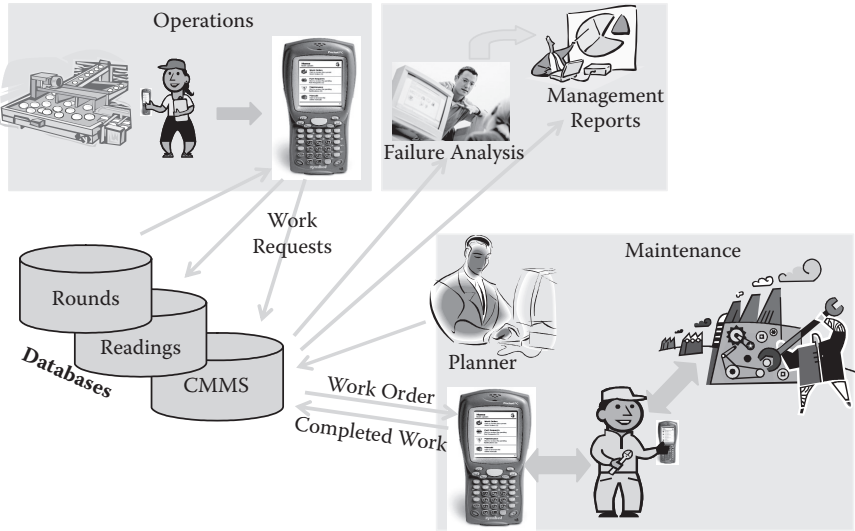 Operations
Failure Analysis
Management
Reports
Work
Requests
Rounds
Readings
CMMS
Databases
Maintenance
Planner
Work Order
Completed Work